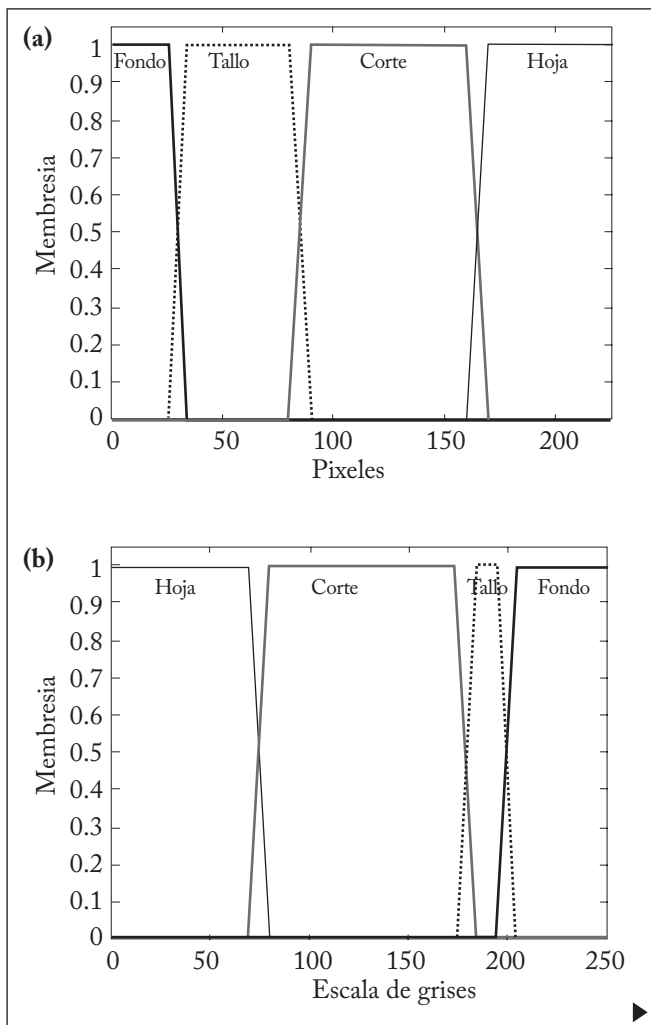 (a)
1
Fondo Tallo Corte Hoja
0.9
0.8
0.7
0.6
0.5
0.4
0.3
0.2
0.1
0
Membresia
0 50 100 150 200
Pixeles
(b)
1
Hoja Corte Tallo Fondo
0.9
0.8
0.7
0.6
0.5
0.4
0.3
0.2
0.1
0
Membresia
0 50 100 150 200 250
Escala de grises